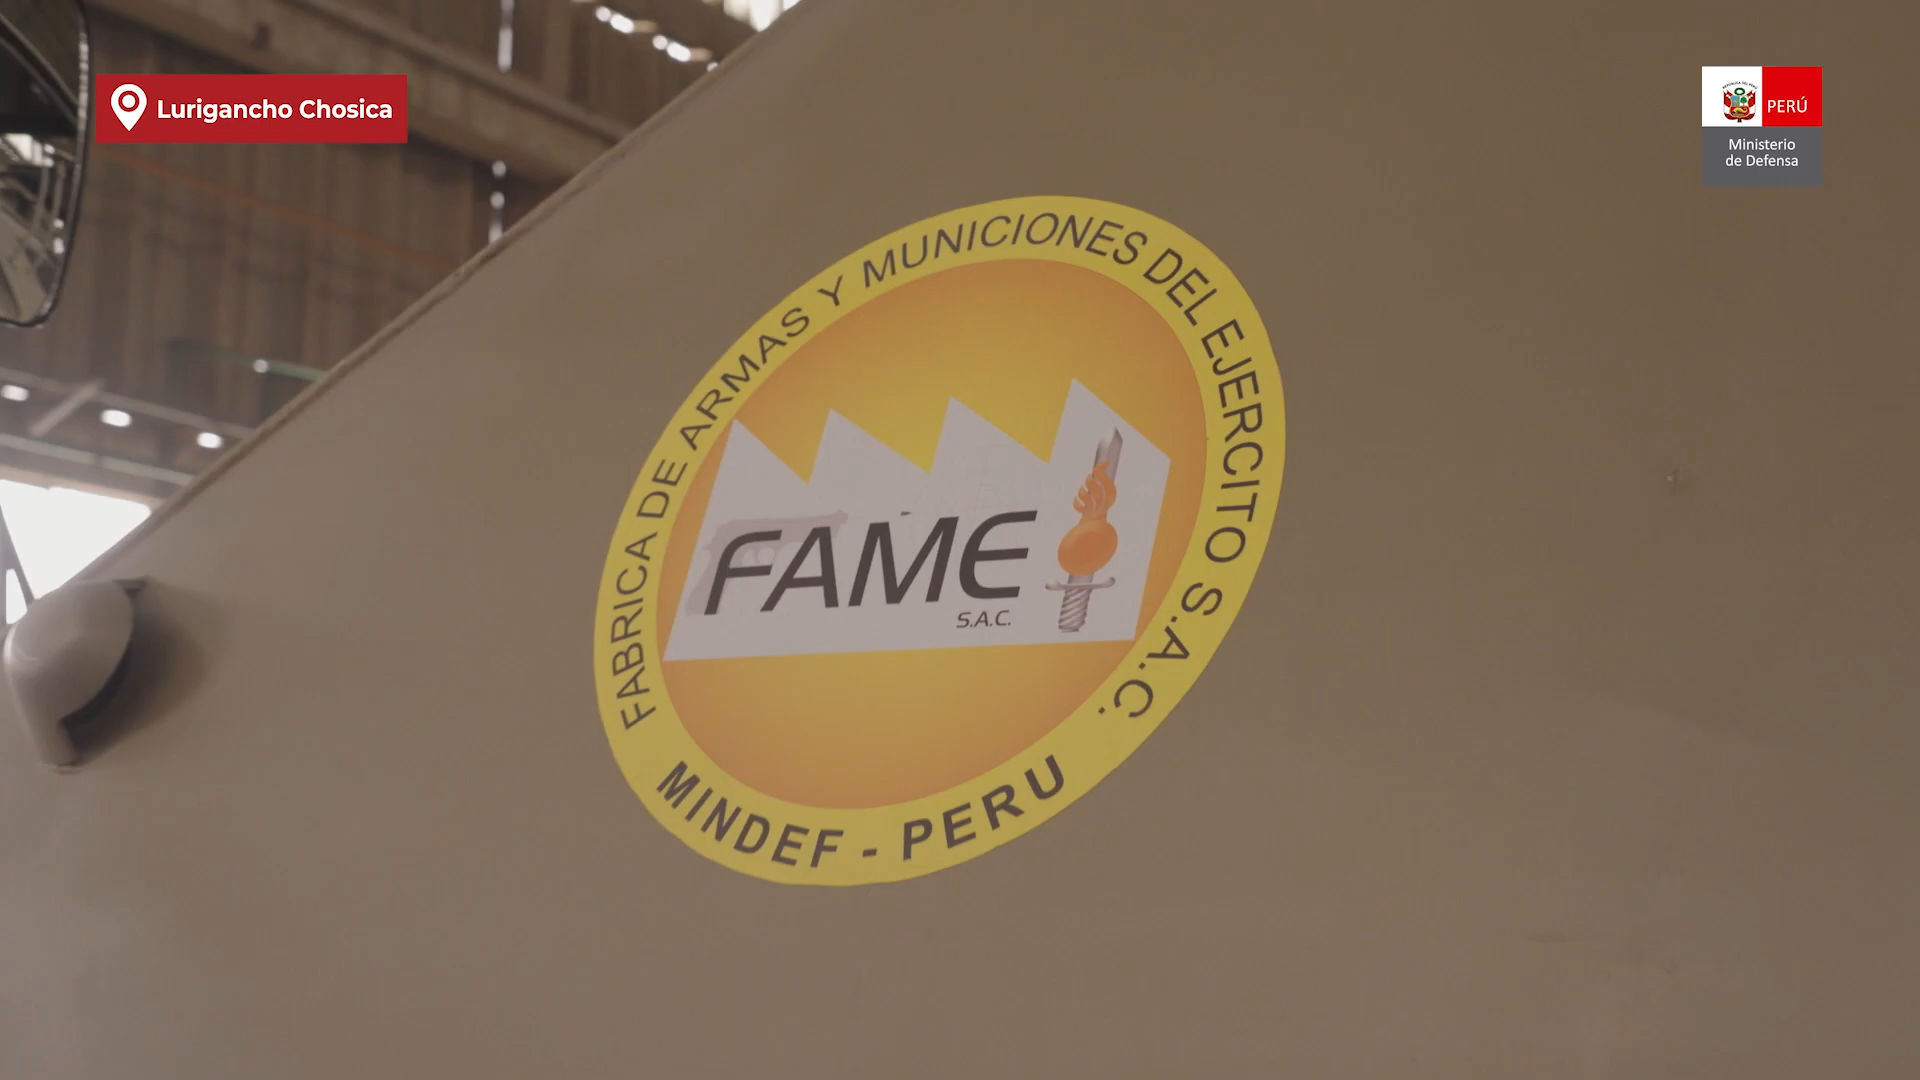 Lurigancho Chosica
PERÚ
Ministerio
de Defensa
FABRICA DE ARMAS Y MUNICIONES DEL EJERCITO S.A.C.
FAME
S.A.C.
MINDEF - PERU